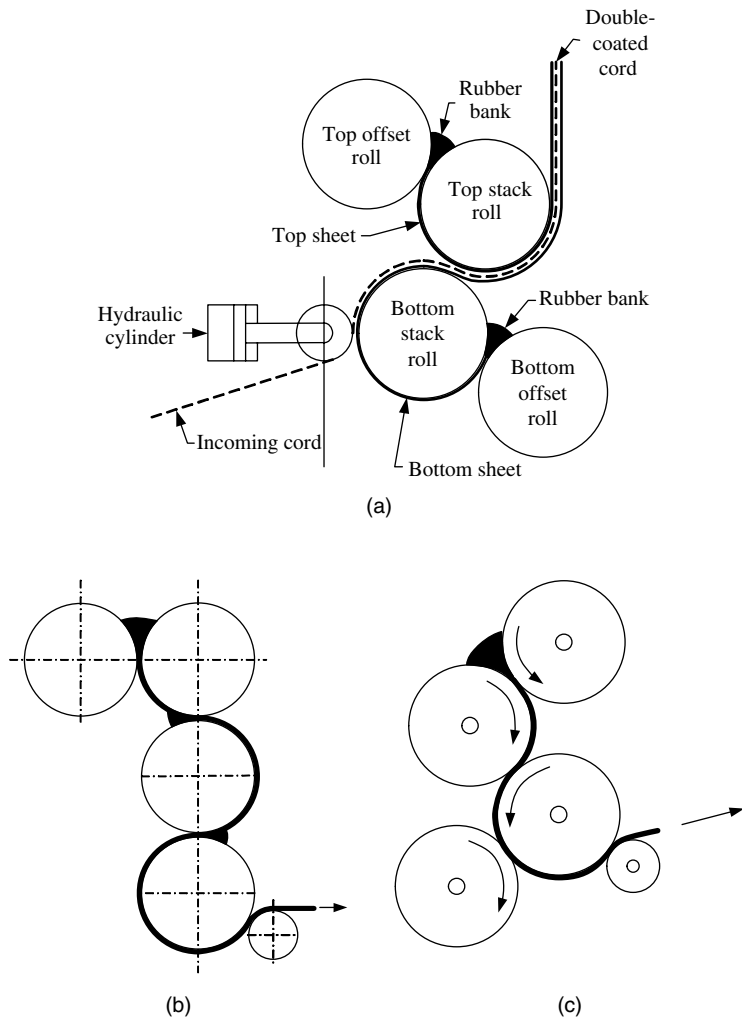 Double-
coated
cord
Rubber
bank
Top offset
roll
Top stack
roll
Top sheet
Hydraulic
cylinder
Bottom
stack
roll
Rubber bank
Bottom
offset
roll
Incoming cord
Bottom sheet
(a)
(b)
(c)